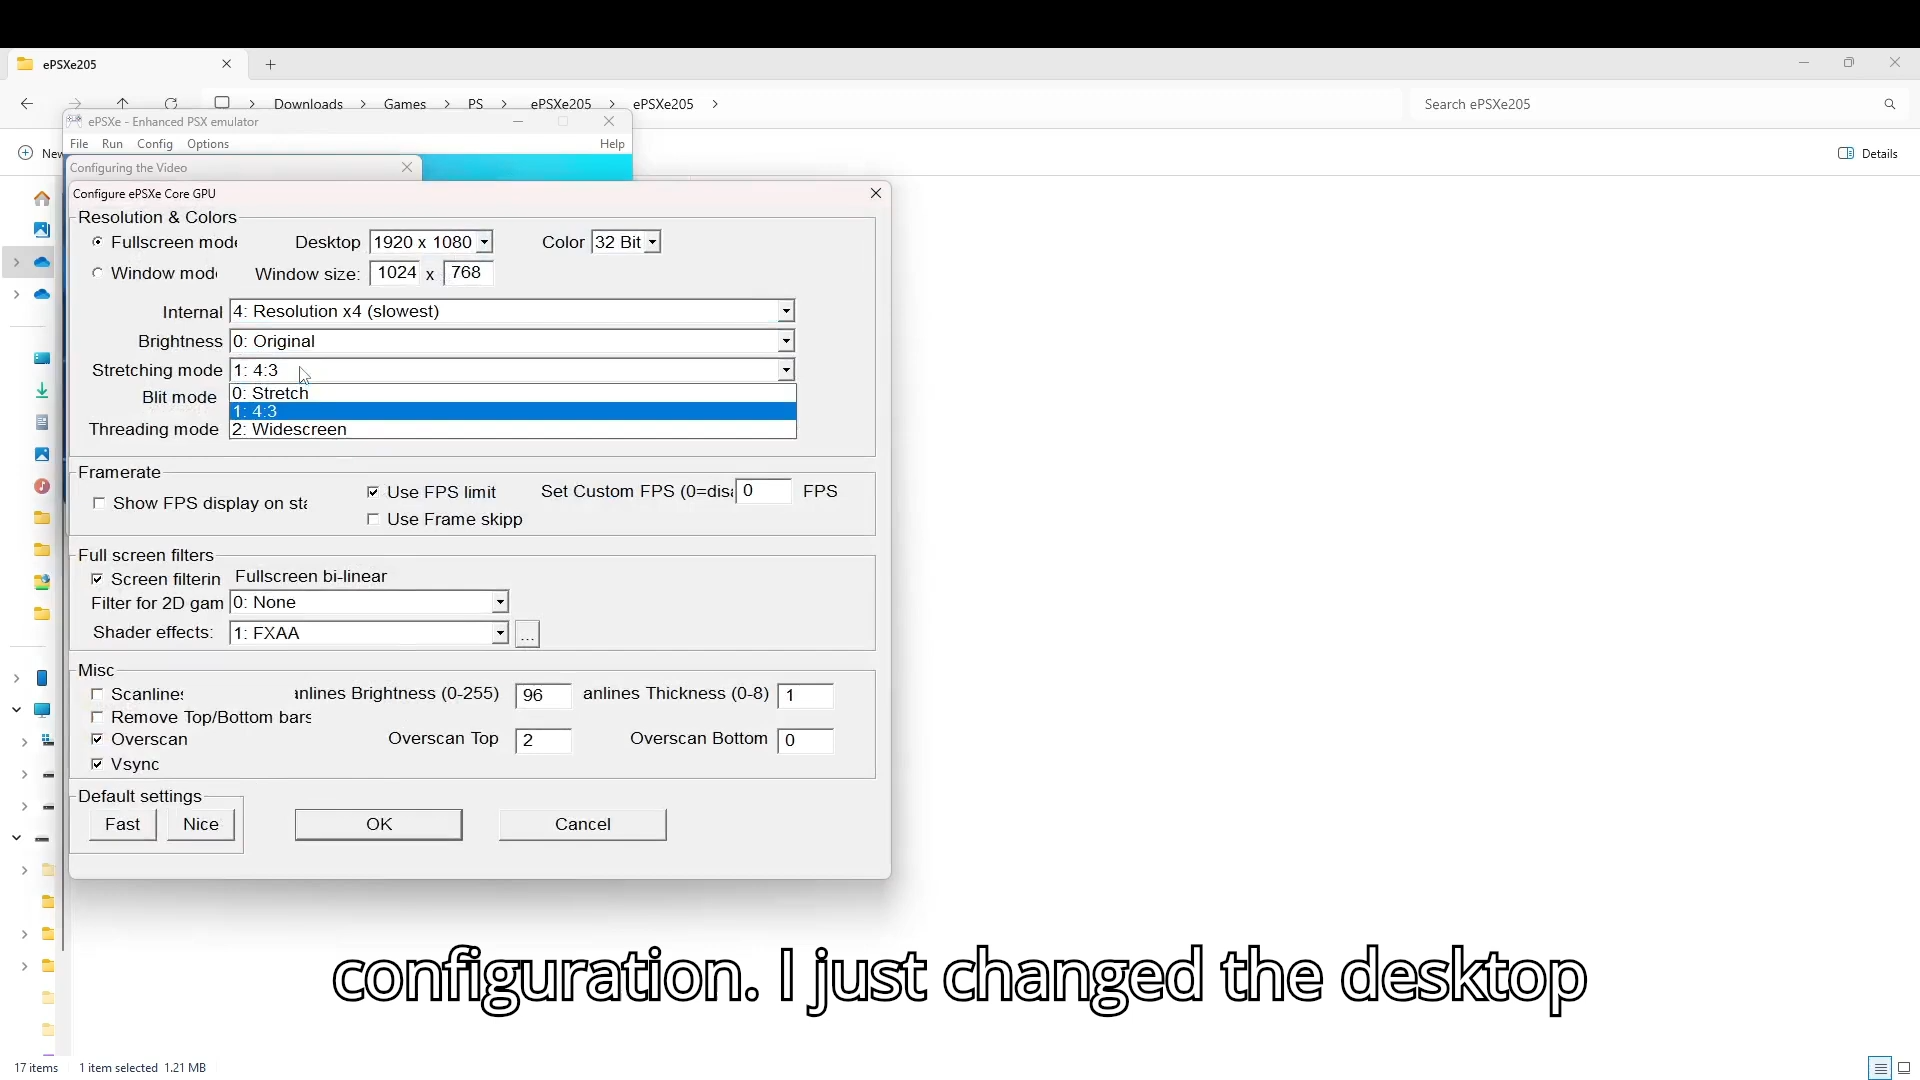 ePSXe205
Downloads > Games > PS > ePSXe205 > ePSXe205 >
Search ePSXe205
ePSXe - Enhanced PSX emulator
File Run Config Options Help
New
Details
Configuring the Video
Configure ePSXe Core GPU
Resolution & Colors
Fullscreen mode Desktop 1920 x 1080 Color 32 Bit
Window mode Window size: 1024 x 768
Internal 4: Resolution x4 (slowest)
Brightness 0: Original
Stretching mode 1: 4:3
Blit mode 0: Stretch
1: 4:3
Threading mode 2: Widescreen
Framerate
Show FPS display on sta
Use FPS limit Set Custom FPS (0=disa 0 FPS
Use Frame skipp
Full screen filters
Screen filterin Fullscreen bi-linear
Filter for 2D gam 0: None
Shader effects: 1: FXAA ...
Misc
Scanlines anlines Brightness (0-255) 96 anlines Thickness (0-8) 1
Remove Top/Bottom bars
Overscan Overscan Top 2 Overscan Bottom 0
Vsync
Default settings
Fast Nice OK Cancel
configuration. I just changed the desktop
17 items 1 item selected 1.21 MB